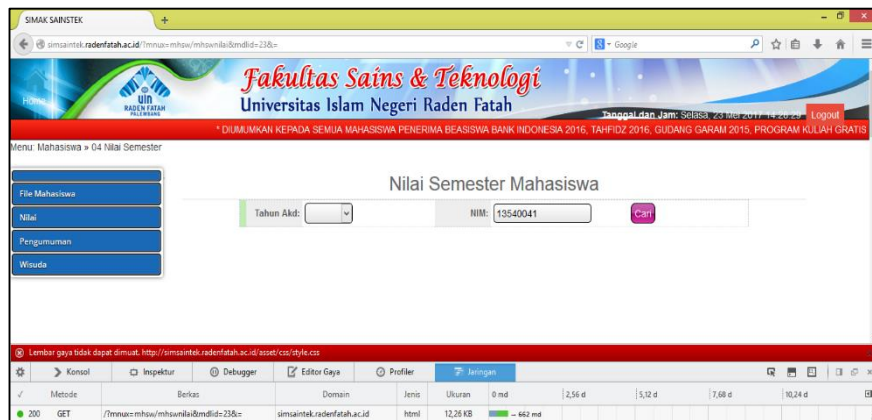 SIMAK SAINSTEK
simsaintek.radenfatah.ac.id/?mnux=mhsw/mhswnilai&mdlid=23&=
Google
Home
uin
RADEN FATAH
PALEMBANG
Fakultas Sains & Teknologi
Universitas Islam Negeri Raden Fatah
Tanggal dan Jam: Selasa, 23 Mei 2017 14:26:29
Logout
* DIUMUMKAN KEPADA SEMUA MAHASISWA PENERIMA BEASISWA BANK INDONESIA 2016, TAHFIDZ 2016, GUDANG GARAM 2015, PROGRAM KULIAH GRATIS
Menu: Mahasiswa » 04 Nilai Semester
File Mahasiswa
Nilai
Pengumuman
Wisuda
Nilai Semester Mahasiswa
Tahun Akd:
NIM: 13540041
Cari
Lembar gaya tidak dapat dimuat. http://simsaintek.radenfatah.ac.id/asset/css/style.css
Konsol Inspektur Debugger Editor Gaya Profiler Jaringan
Metode Berkas Domain Jenis Ukuran 0 md 2,56 d 5,12 d 7,68 d 10,24 d
200 GET /?mnux=mhsw/mhswnilai&mdlid=23&= simsaintek.radenfatah.ac.id html 12,26 KB → 662 md